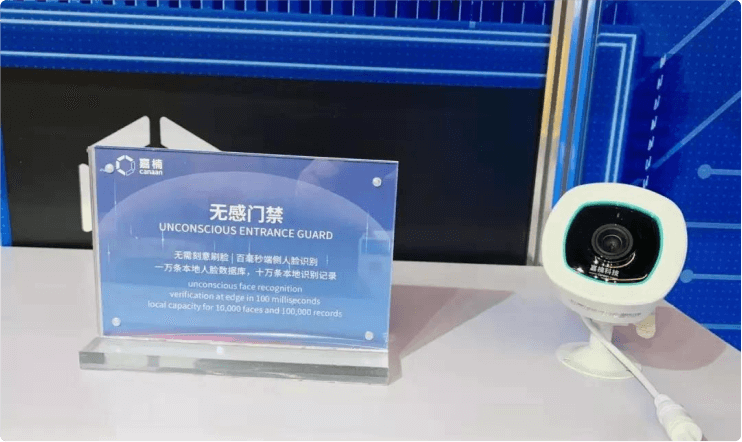 嘉楠
canaan
无感门禁
UNCONSCIOUS ENTRANCE GUARD
无需刻意刷脸 | 百毫秒端侧人脸识别
一万条本地人脸数据库，十万条本地识别记录
unconscious face recognition
verification at edge in 100 milliseconds
local capacity for 10,000 faces and 100,000 records
嘉楠科技